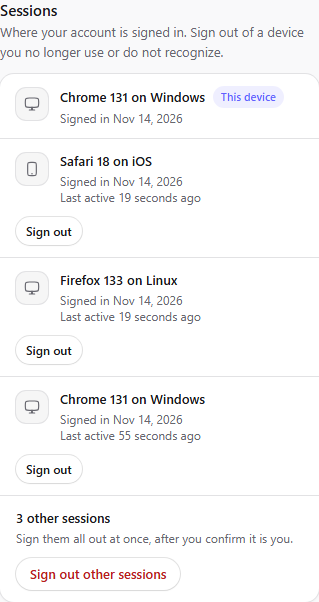 Sessions
Where your account is signed in. Sign out of a device
you no longer use or do not recognize.
Chrome 131 on Windows This device
Signed in Nov 14, 2026
Safari 18 on iOS
Signed in Nov 14, 2026
Last active 19 seconds ago
Sign out
Firefox 133 on Linux
Signed in Nov 14, 2026
Last active 19 seconds ago
Sign out
Chrome 131 on Windows
Signed in Nov 14, 2026
Last active 55 seconds ago
Sign out
3 other sessions
Sign them all out at once, after you confirm it is you.
Sign out other sessions